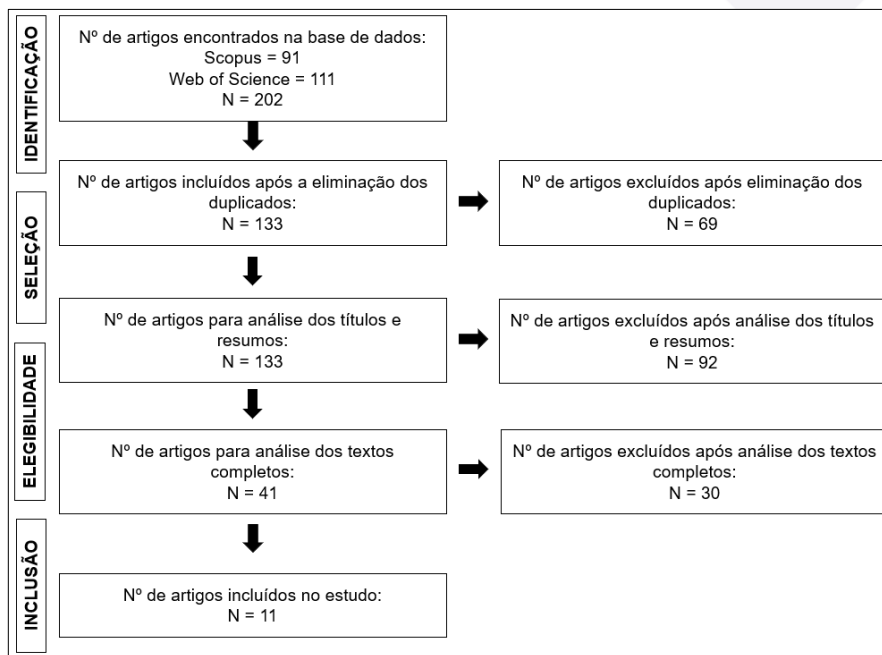 IDENTIFICAÇÃO
Nº de artigos encontrados na base de dados:
Scopus = 91
Web of Science = 111
N = 202
SELEÇÃO
Nº de artigos incluídos após a eliminação dos
duplicados:
N = 133
Nº de artigos excluídos após eliminação dos
duplicados:
N = 69
Nº de artigos para análise dos títulos e
resumos:
N = 133
Nº de artigos excluídos após análise dos títulos
e resumos:
N = 92
ELEGIBILIDADE
Nº de artigos para análise dos textos
completos:
N = 41
Nº de artigos excluídos após análise dos textos
completos:
N = 30
INCLUSÃO
Nº de artigos incluídos no estudo:
N = 11